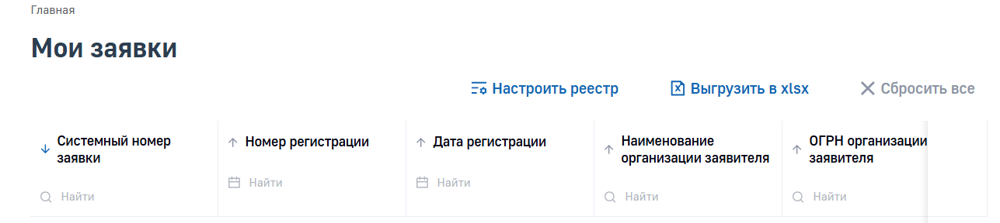 Главная
Мои заявки
Настроить реестр Выгрузить в xlsx Сбросить все
Системный номер заявки
Найти
Номер регистрации
Найти
Дата регистрации
Найти
Наименование
организации заявителя
Найти
ОГРН организации
заявителя
Найти